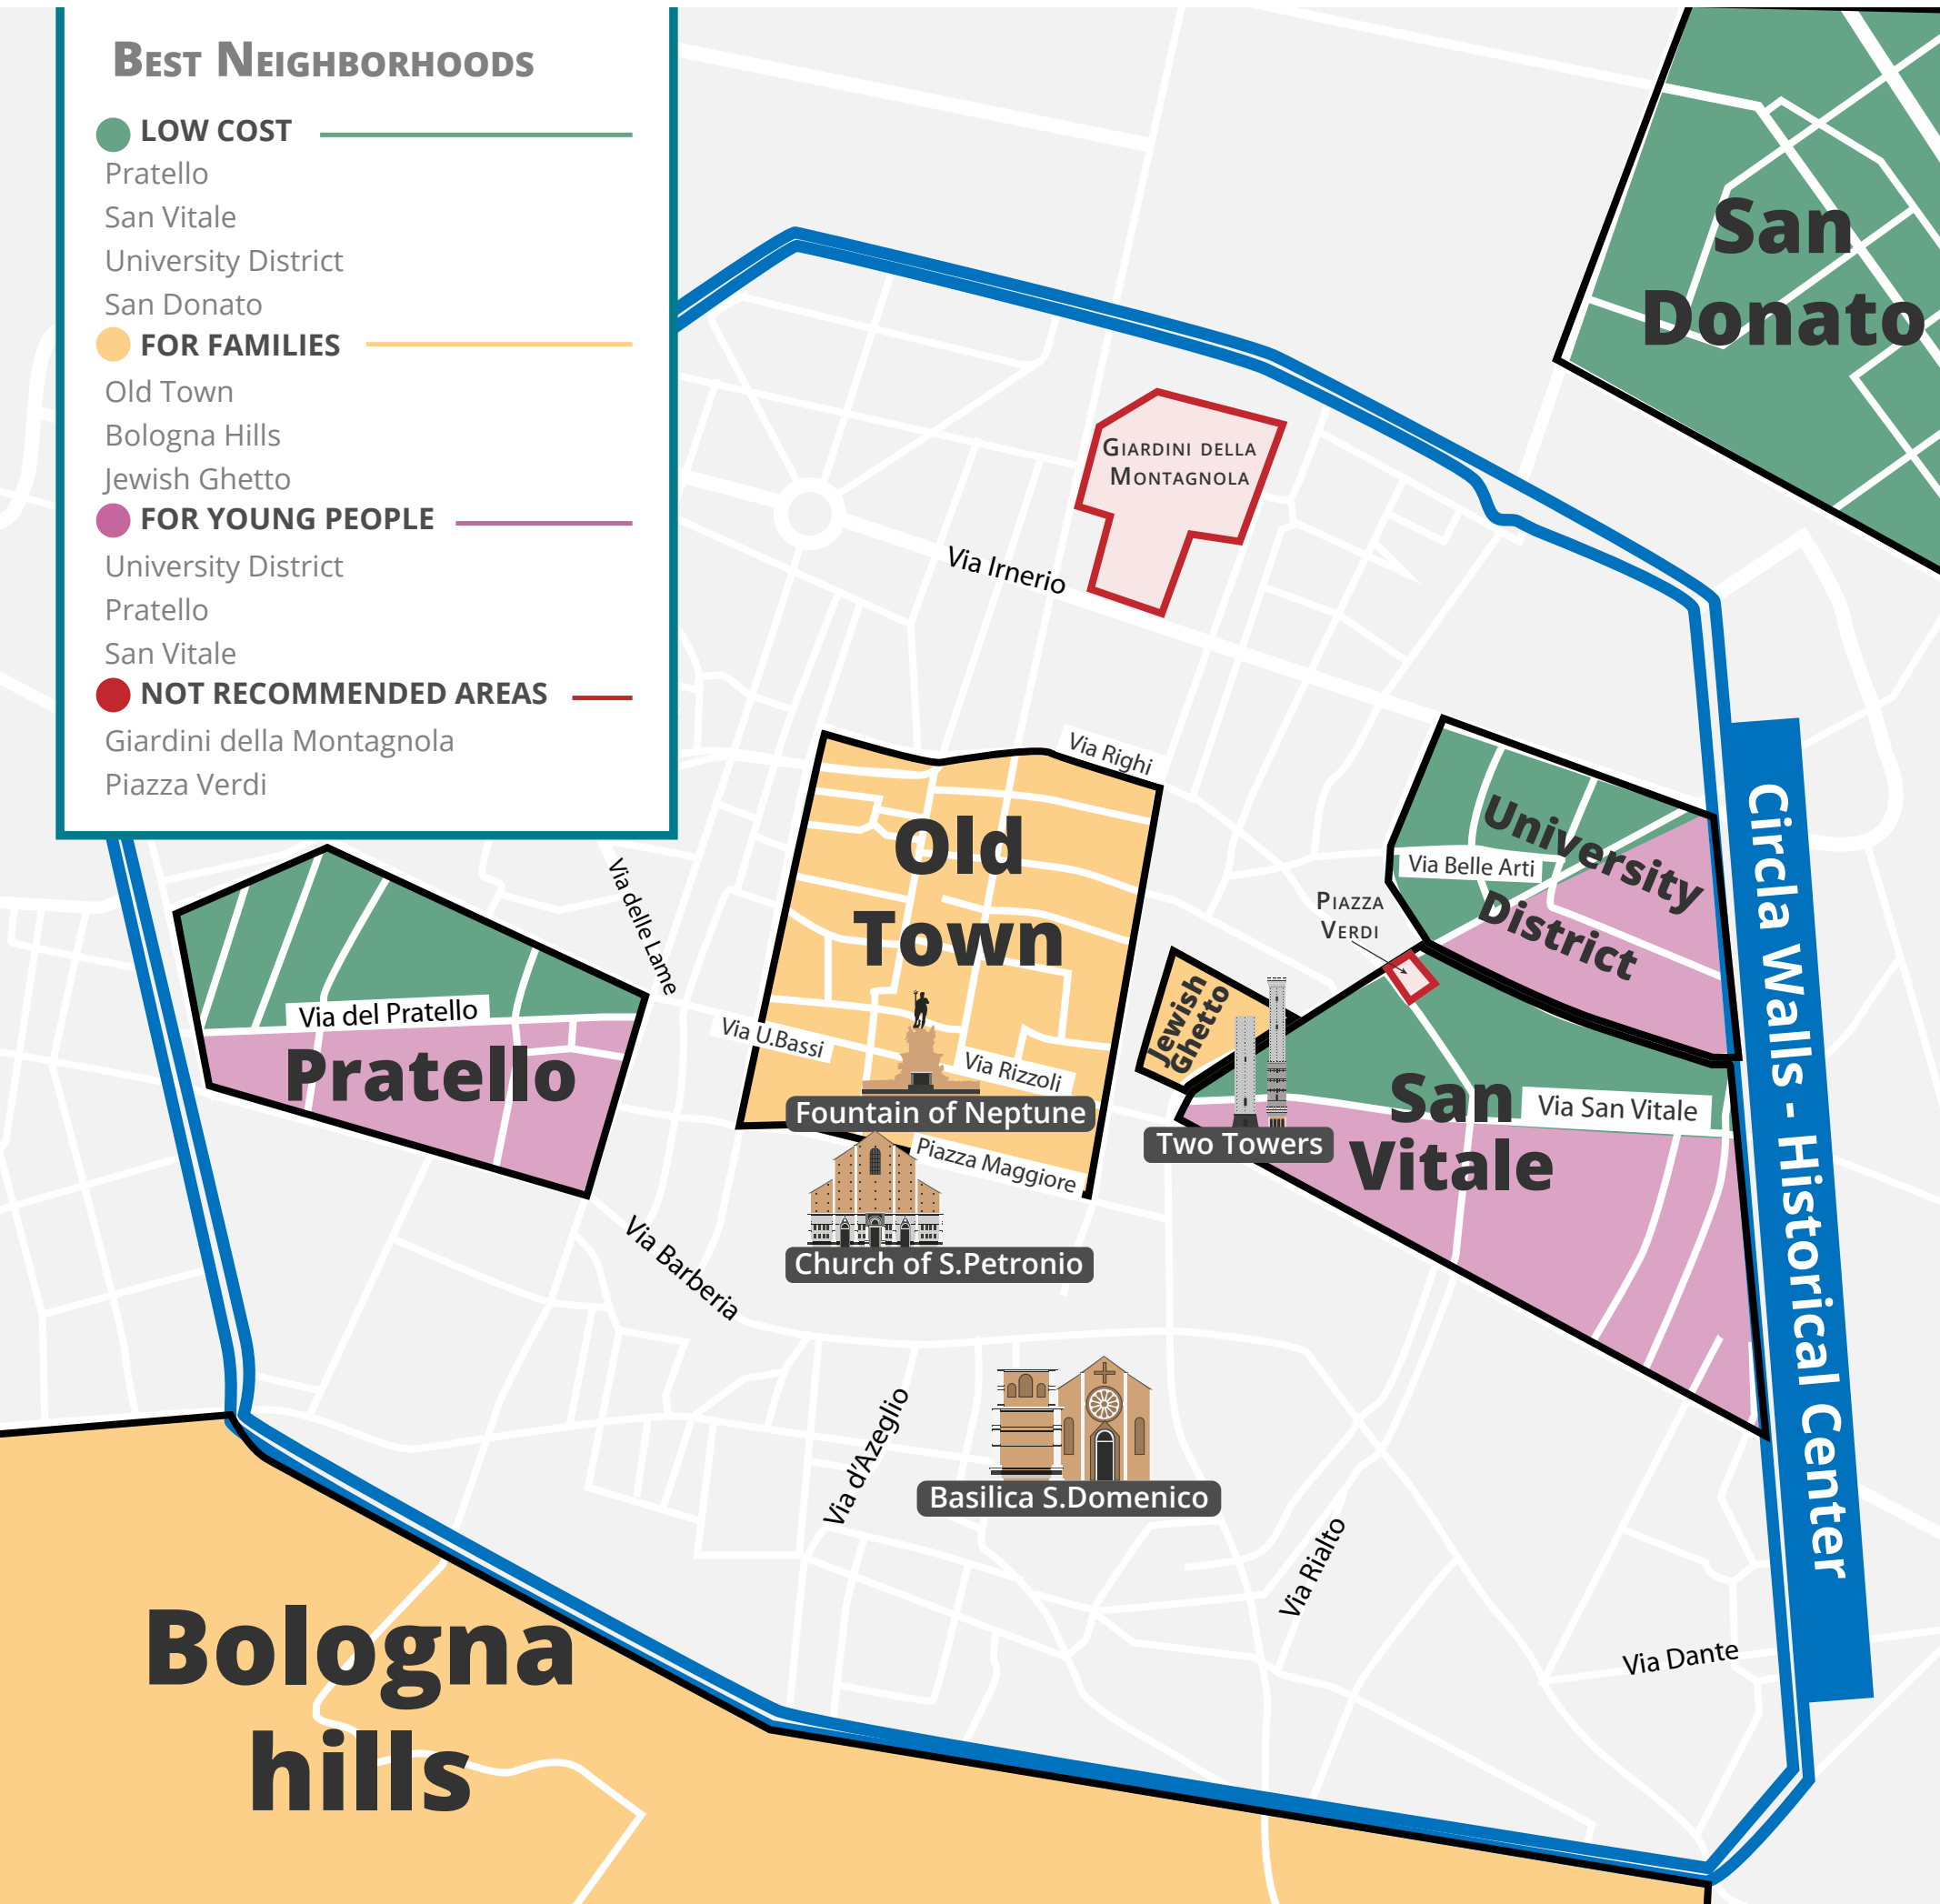 Best Neighborhoods
LOW COST
Pratello
San Vitale
University District
San Donato
FOR FAMILIES
Old Town
Bologna Hills
Jewish Ghetto
FOR YOUNG PEOPLE
University District
Pratello
San Vitale
NOT RECOMMENDED AREAS
Giardini della Montagnola
Piazza Verdi
San
Donato
Giardini della
Montagnola
Via Irnerio
Via Righi
Old
Town
University
District
Via Belle Arti
Piazza
Verdi
Via delle Lame
Via del Pratello
Pratello
Via U.Bassi
Via Rizzoli
Fountain of Neptune
Jewish
Ghetto
Two Towers
San
Vitale
Via San Vitale
Piazza Maggiore
Church of S.Petronio
Via Barberia
Circla Walls - Historical Center
Via d'Azeglio
Basilica S.Domenico
Via Rialto
Via Dante
Bologna
hills